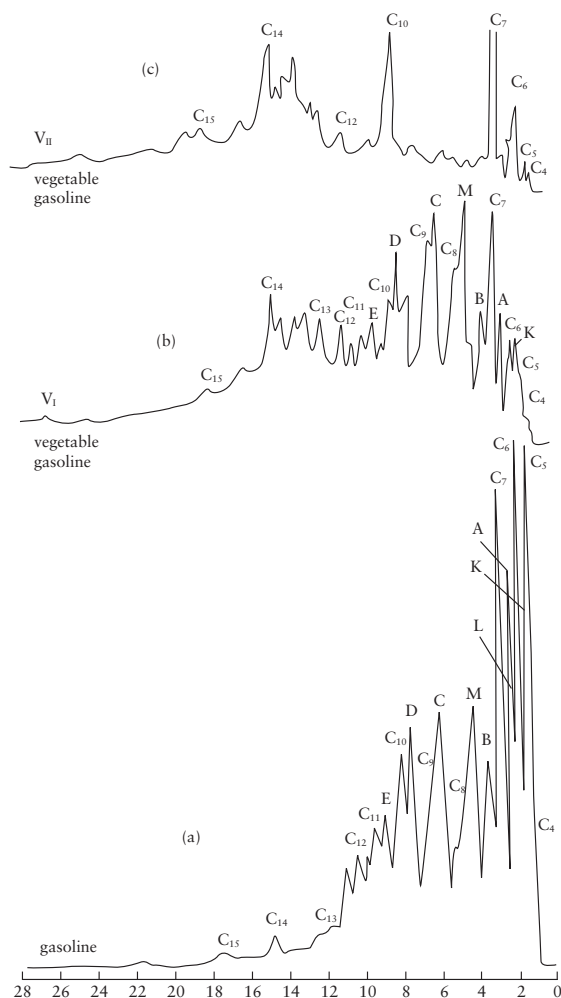 C₁₄
C₁₀
C₇
(c)
C₆
C₁₅
C₁₂
C₅
C₄
V_II
vegetable
gasoline
C₁₄
C₁₃
C₁₂
C₁₁
E
C₁₀
D
C₉
C
C₈
M
B
C₇
A
C₆
K
C₅
C₄
(b)
C₁₅
V_I
vegetable
gasoline
C₆
C₅
C₇
A
K
L
M
C
D
B
C₁₀
C₉
C₈
E
C₁₁
C₁₂
(a)
C₄
C₁₃
C₁₄
C₁₅
gasoline
28 26 24 22 20 18 16 14 12 10 8 6 4 2 0